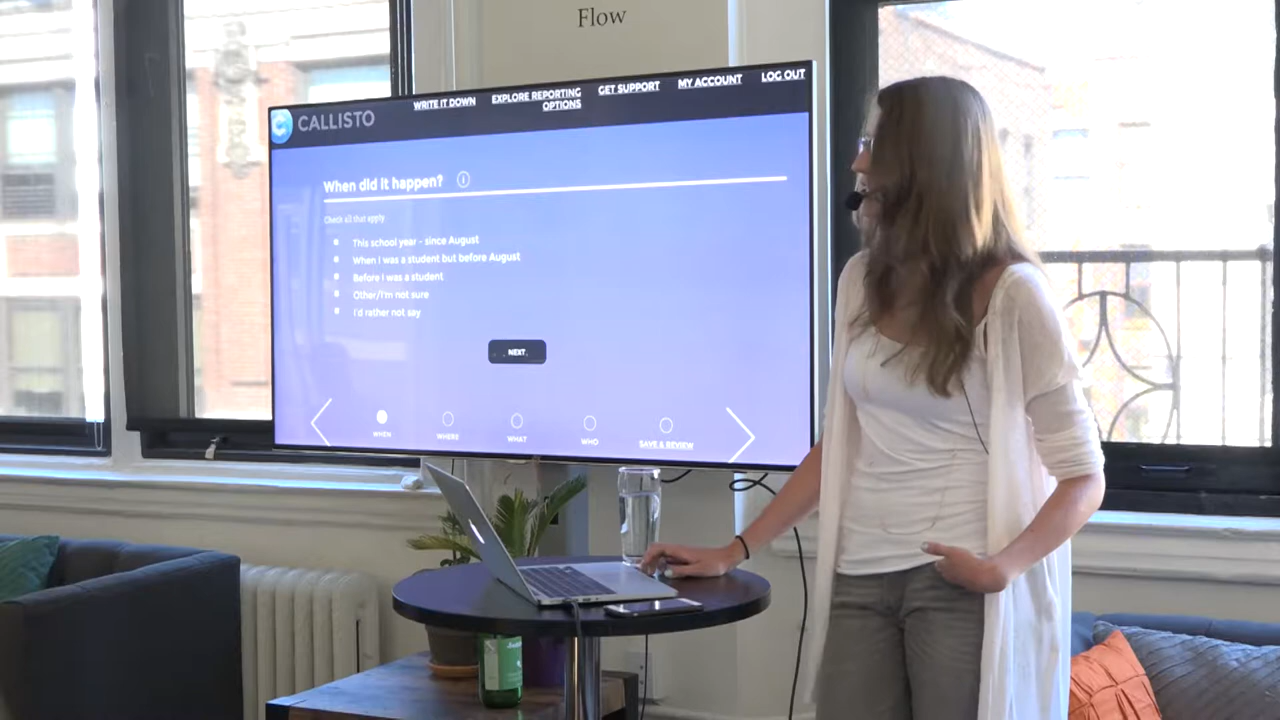 Flow
WRITE IT DOWN
EXPLORE REPORTING
OPTIONS
GET SUPPORT
MY ACCOUNT
LOG OUT
C CALLISTO
When did it happen? i
Check all that apply
This school year - since August
When I was a student but before August
Before I was a student
Other/I'm not sure
I'd rather not say
NEXT
WHEN
WHERE
WHAT
WHO
SAVE & REVIEW